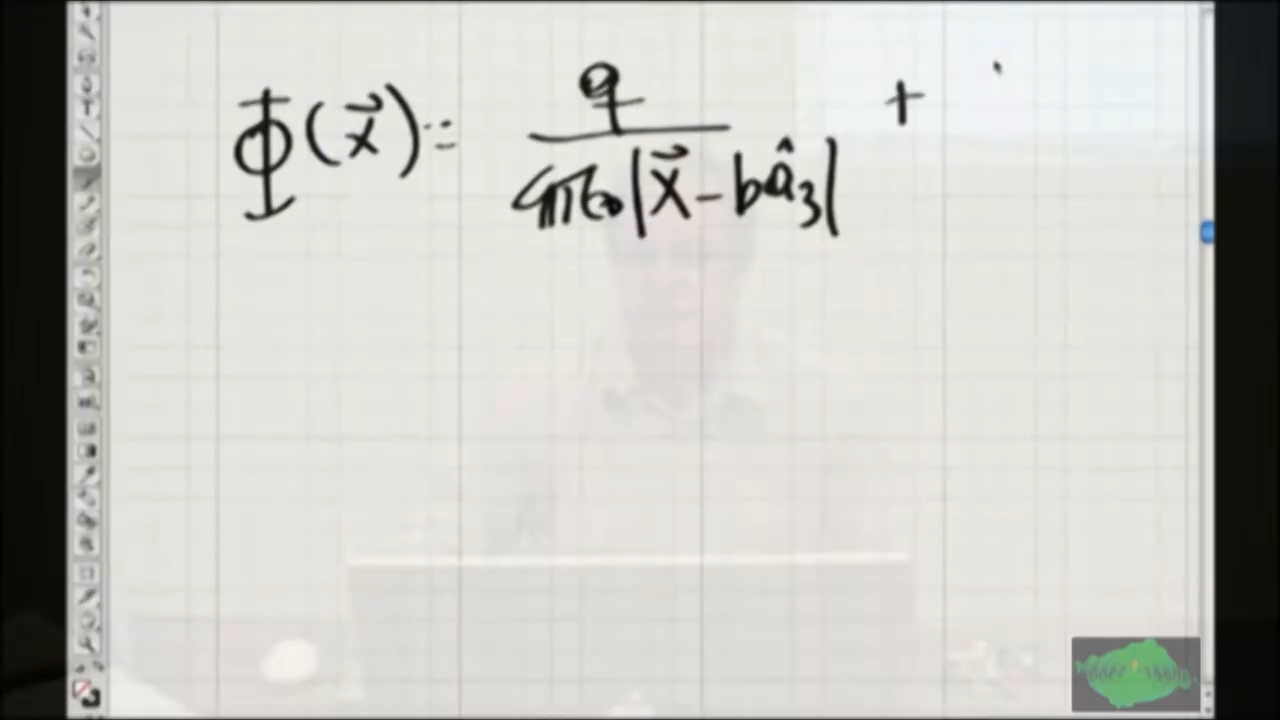 Φ(x⃗) = q / (4πε₀|x⃗ - bâ₃|) +